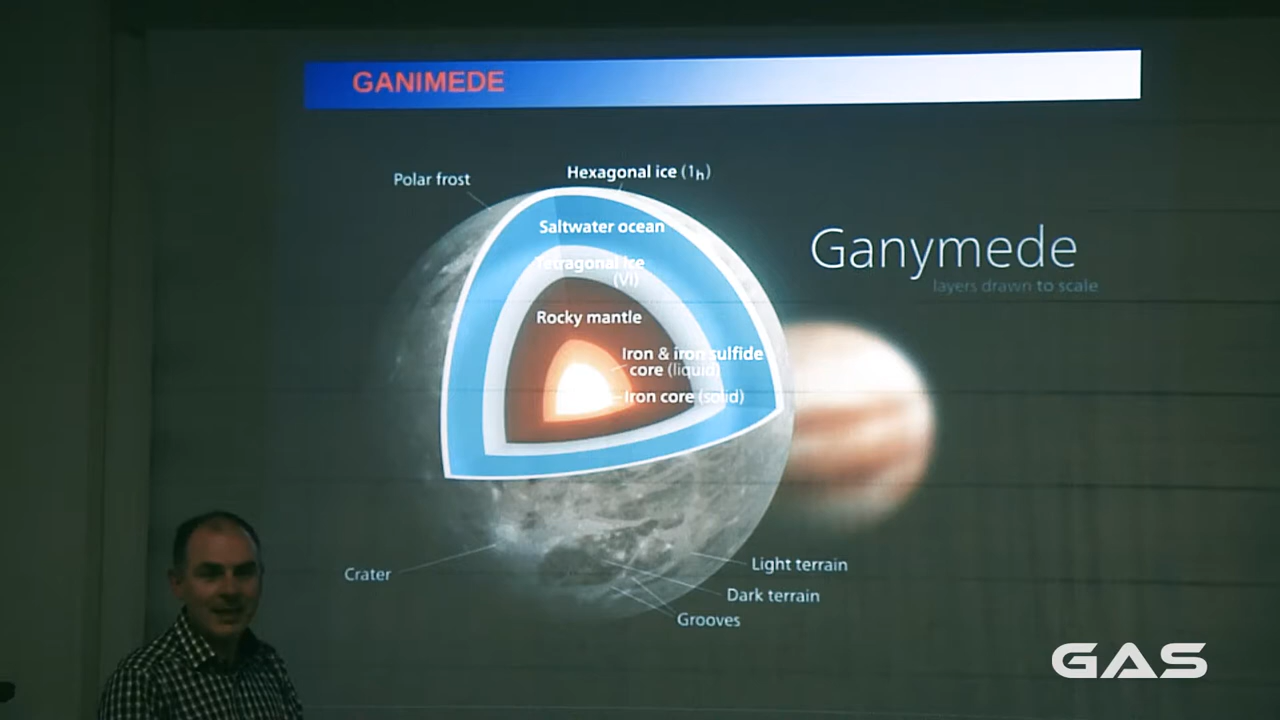 GANIMEDE
Polar frost
Hexagonal ice (1h)
Saltwater ocean
Tetragonal ice
(VI)
Ganymede
layers drawn to scale
Rocky mantle
Iron & iron sulfide
core (liquid)
Iron core (solid)
Crater
Light terrain
Dark terrain
Grooves
GAS